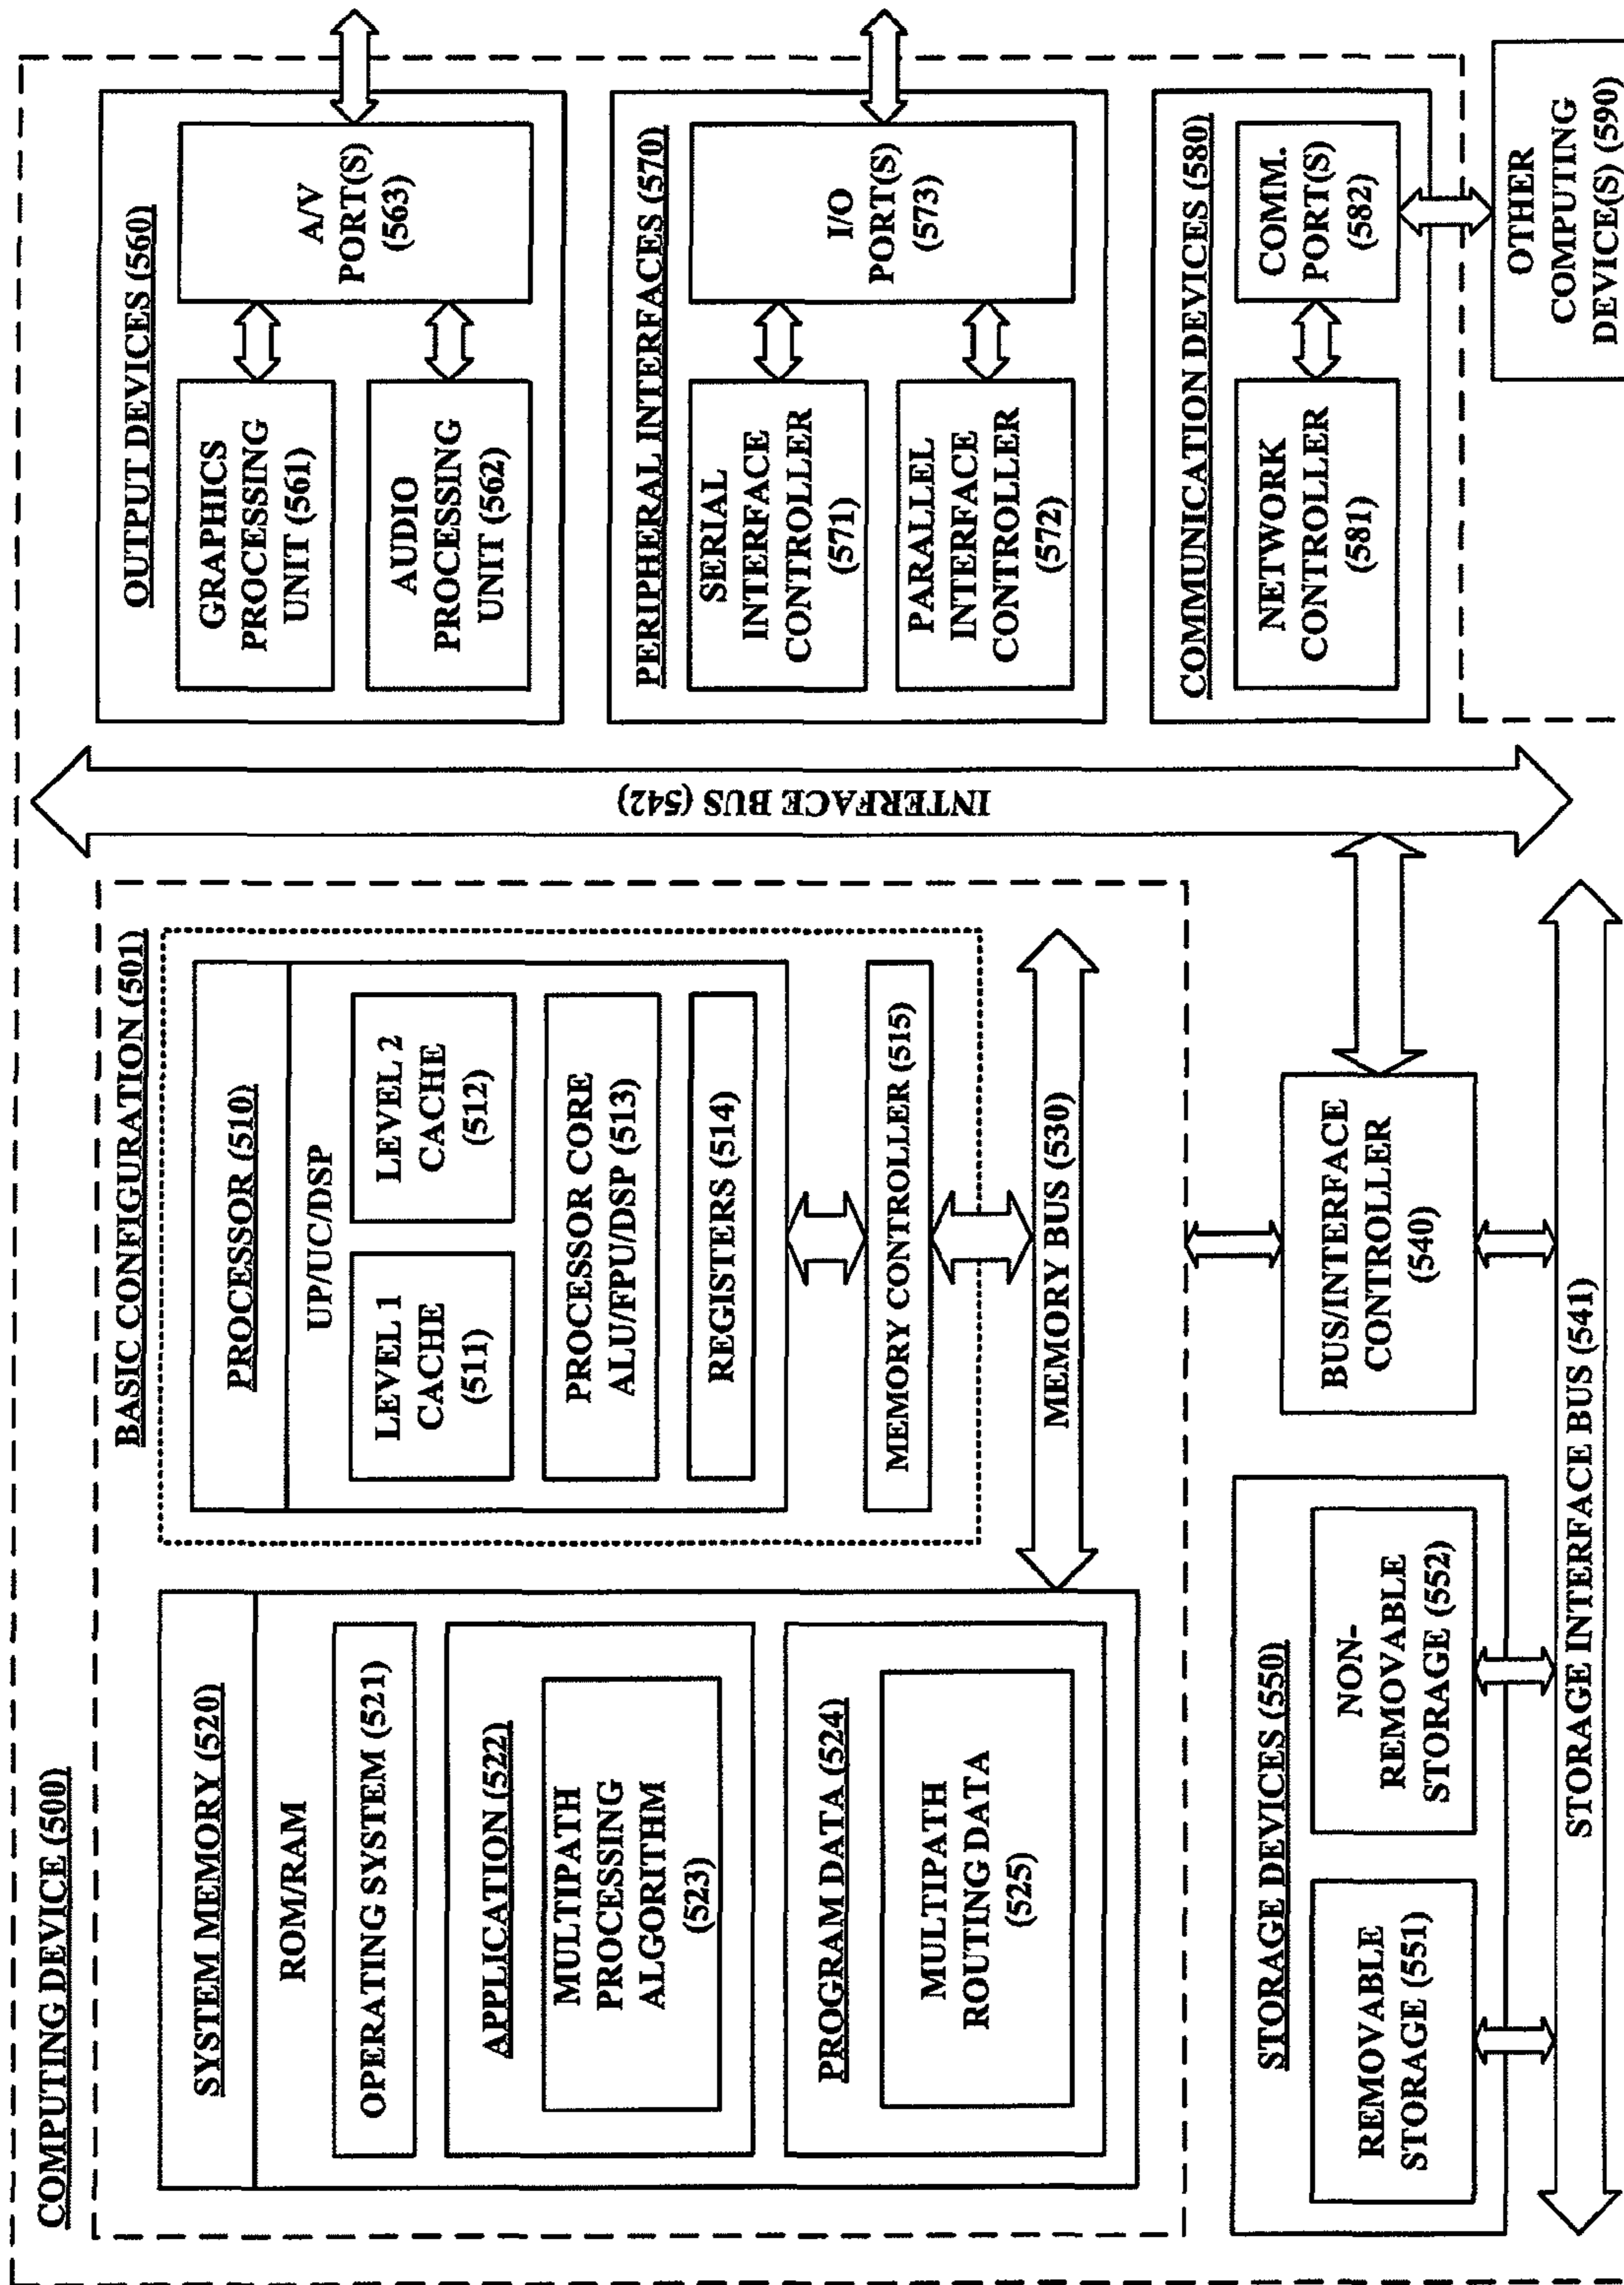 COMPUTING DEVICE (500)
BASIC CONFIGURATION (501)
SYSTEM MEMORY (520)
ROM/RAM
OPERATING SYSTEM (521)
APPLICATION (522)
MULTIPATH
PROCESSING
ALGORITHM
(523)
PROGRAM DATA (524)
MULTIPATH
ROUTING DATA
(525)
PROCESSOR (510)
UP/UC/DSP
LEVEL 1
CACHE
(511)
LEVEL 2
CACHE
(512)
PROCESSOR CORE
ALU/FPU/DSP (513)
REGISTERS (514)
MEMORY CONTROLLER (515)
MEMORY BUS (530)
BUS/INTERFACE
CONTROLLER
(540)
STORAGE DEVICES (550)
REMOVABLE
STORAGE (551)
NON-
REMOVABLE
STORAGE (552)
STORAGE INTERFACE BUS (541)
INTERFACE BUS (542)
OUTPUT DEVICES (560)
GRAPHICS
PROCESSING
UNIT (561)
AUDIO
PROCESSING
UNIT (562)
A/V
PORT(S)
(563)
PERIPHERAL INTERFACES (570)
SERIAL
INTERFACE
CONTROLLER
(571)
PARALLEL
INTERFACE
CONTROLLER
(572)
I/O
PORT(S)
(573)
COMMUNICATION DEVICES (580)
NETWORK
CONTROLLER
(581)
COMM.
PORT(S)
(582)
OTHER
COMPUTING
DEVICE(S) (590)